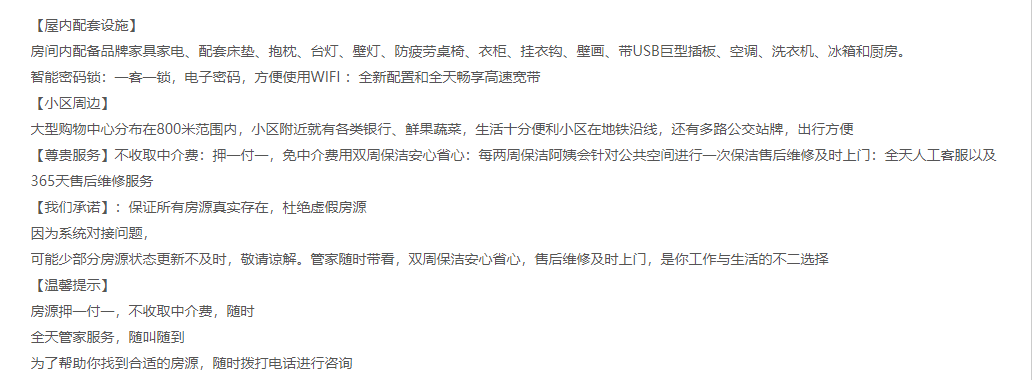 【屋内配套设施】
房间内配备品牌家具家电、配套床垫、抱枕、台灯、壁灯、防疲劳桌椅、衣柜、挂衣钩、壁画、带USB巨型插板、空调、洗衣机、冰箱和厨房。
智能密码锁：一客一锁，电子密码，方便使用WIFI ：全新配置和全天畅享高速宽带
【小区周边】
大型购物中心分布在800米范围内，小区附近就有各类银行、鲜果蔬菜，生活十分便利小区在地铁沿线，还有多路公交站牌，出行方便
【尊贵服务】不收取中介费：押一付一，免中介费用双周保洁安心省心：每两周保洁阿姨会针对公共空间进行一次保洁售后维修及时上门：全天人工客服以及
365天售后维修服务
【我们承诺】：保证所有房源真实存在，杜绝虚假房源
因为系统对接问题，
可能少部分房源状态更新不及时，敬请谅解。管家随时带看，双周保洁安心省心，售后维修及时上门，是你工作与生活的不二选择
【温馨提示】
房源押一付一，不收取中介费，随时
全天管家服务，随叫随到
为了帮助你找到合适的房源，随时拨打电话进行咨询